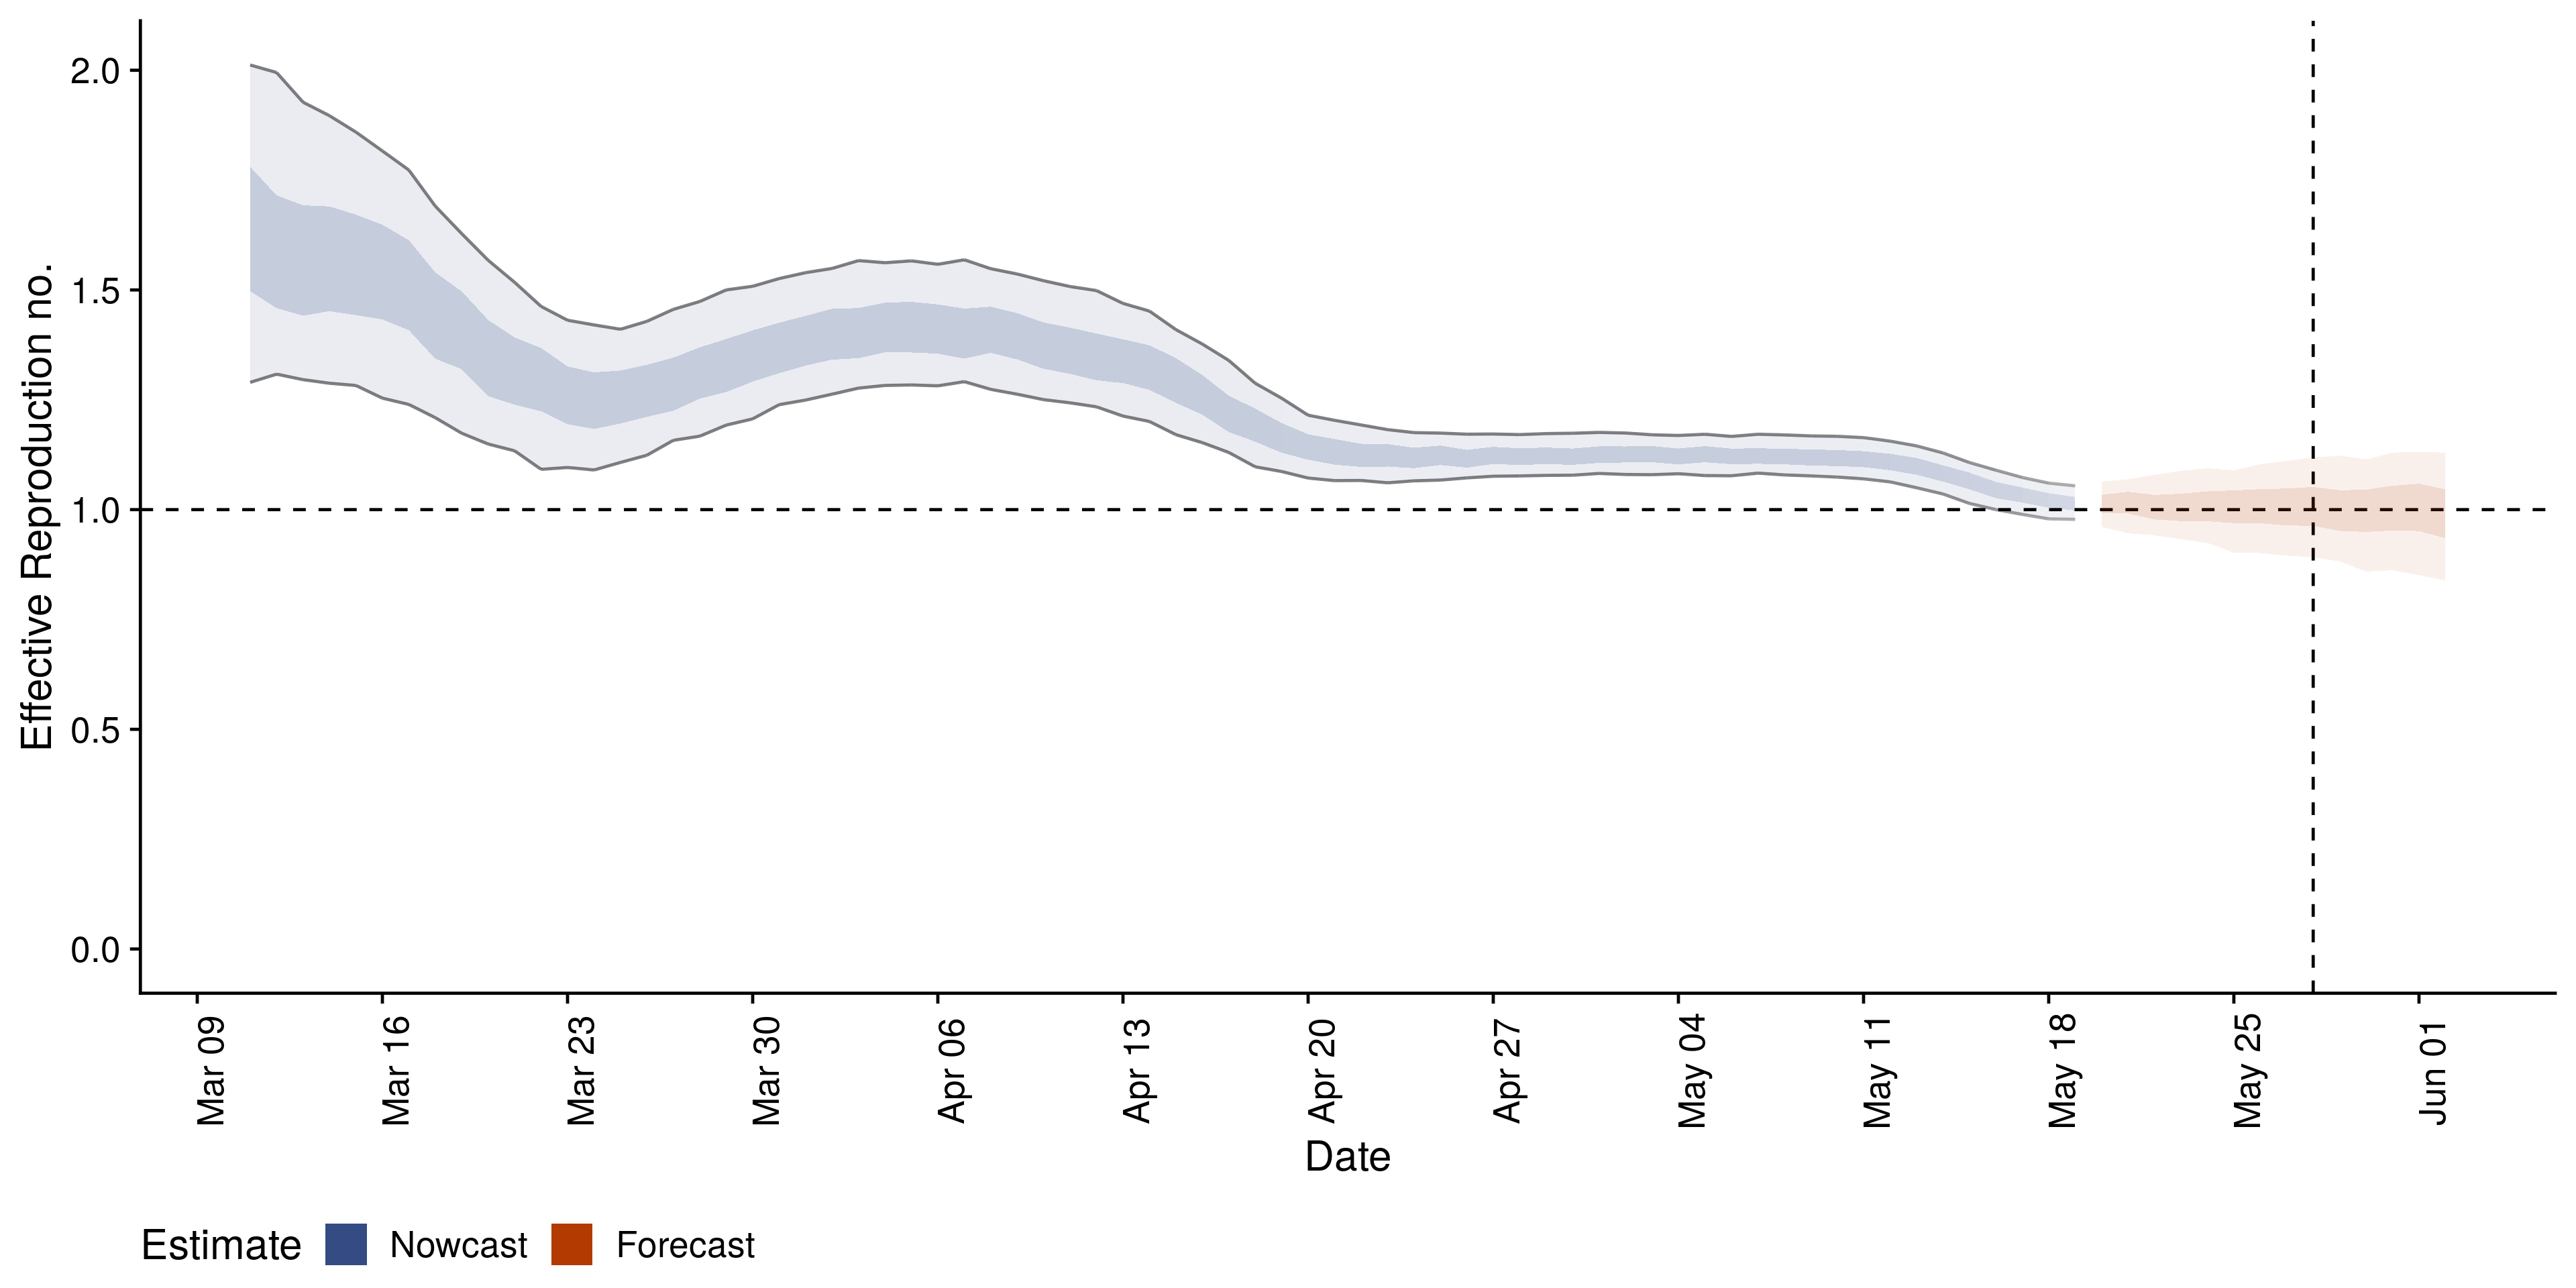 Effective Reproduction no.
2.0
1.5
1.0
0.5
0.0
Mar 09
Mar 16
Mar 23
Mar 30
Apr 06
Apr 13
Apr 20
Apr 27
May 04
May 11
May 18
May 25
Jun 01
Date
Estimate Nowcast Forecast